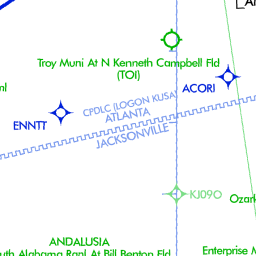 Troy Muni At N Kenneth Campbell Fld
(TOI)
ACORI
CPDLC (LOGON KUSA)
ATLANTA
ENNTT
JACKSONVILLE
KJ09O
Ozark
ANDALUSIA
South Alabama Rgnl At Bill Benton Fld
Enterprise M